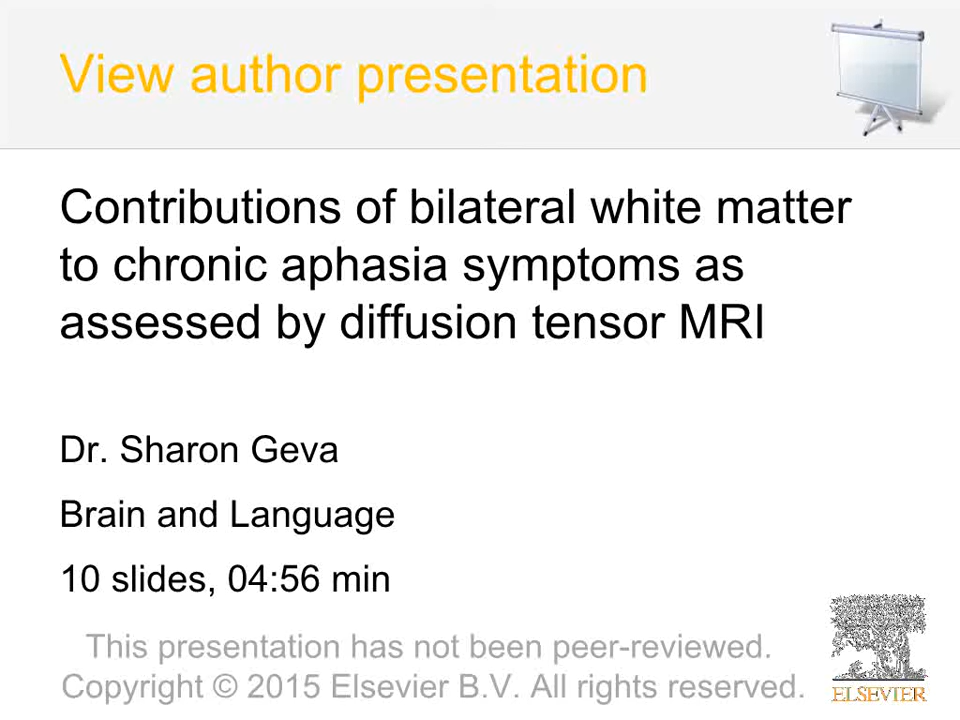 View author presentation
Contributions of bilateral white matter
to chronic aphasia symptoms as
assessed by diffusion tensor MRI
Dr. Sharon Geva
Brain and Language
10 slides, 04:56 min
This presentation has not been peer-reviewed.
Copyright © 2015 Elsevier B.V. All rights reserved.
ELSEVIER